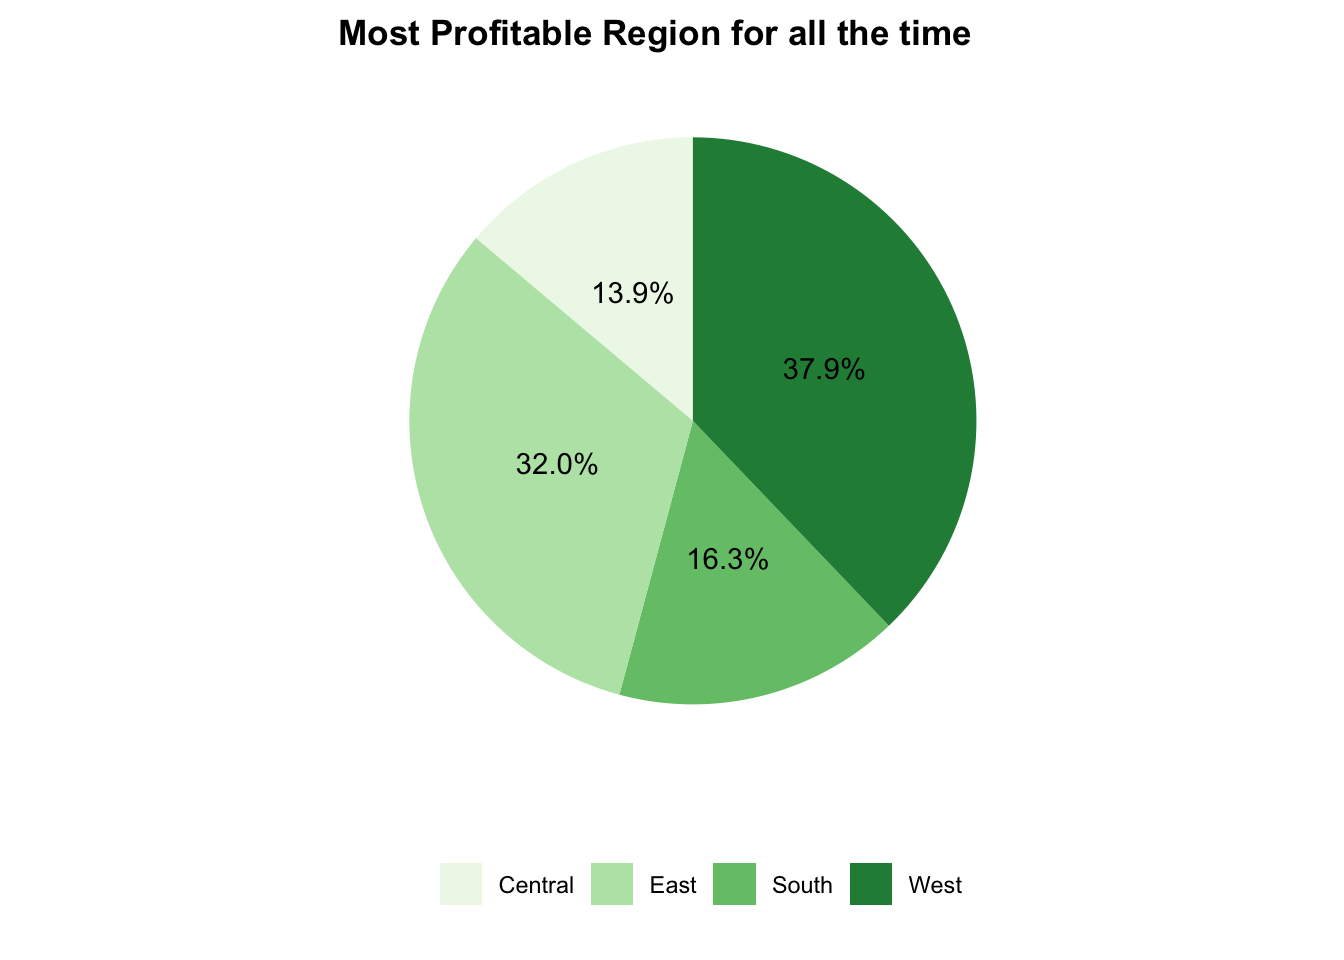 Most Profitable Region for all the time
13.9%
37.9%
32.0%
16.3%
Central East South West